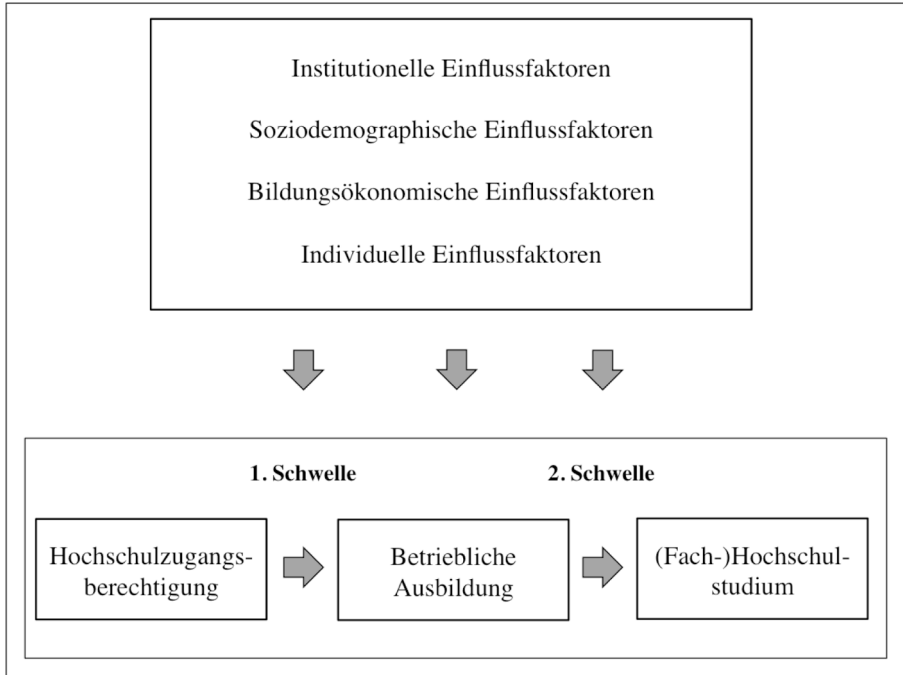 Institutionelle Einflussfaktoren
Soziodemographische Einflussfaktoren
Bildungsökonomische Einflussfaktoren
Individuelle Einflussfaktoren
1. Schwelle
2. Schwelle
Hochschulzugangs-
berechtigung
Betriebliche
Ausbildung
(Fach-)Hochschul-
studium